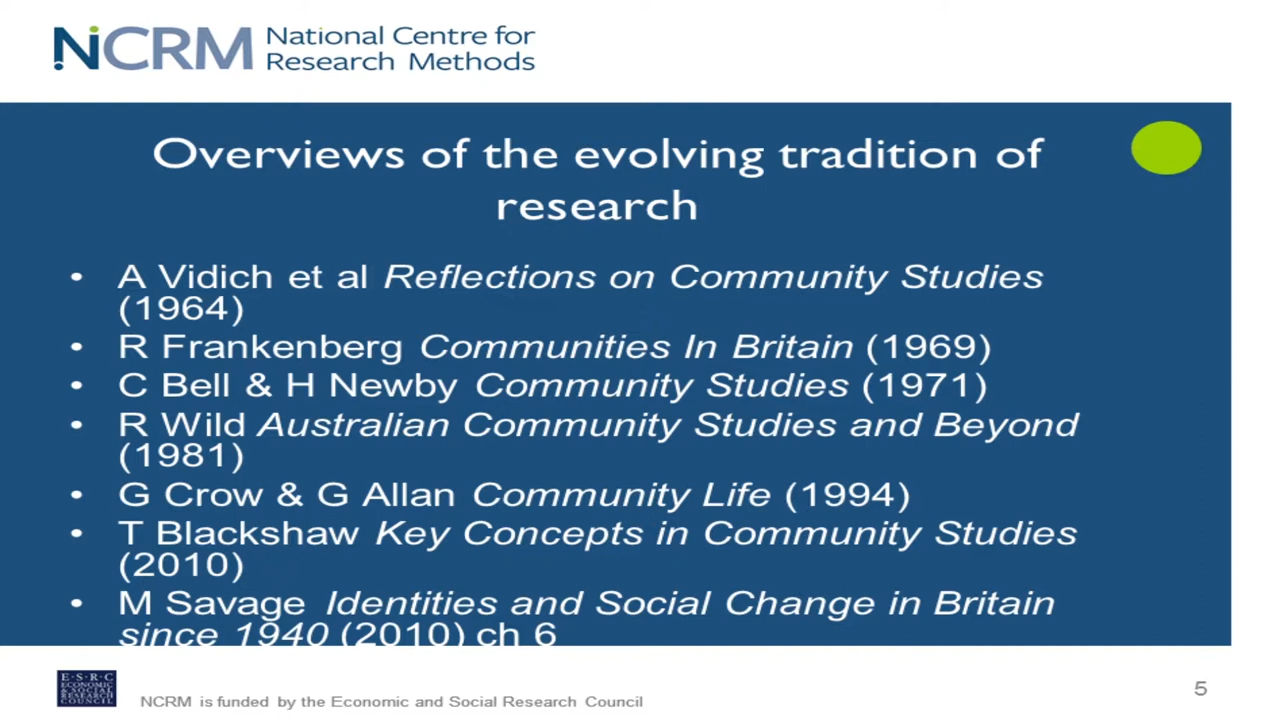 NCRM National Centre for
Research Methods
Overviews of the evolving tradition of
research
• A Vidich et al Reflections on Community Studies
(1964)
• R Frankenberg Communities In Britain (1969)
• C Bell & H Newby Community Studies (1971)
• R Wild Australian Community Studies and Beyond
(1981)
• G Crow & G Allan Community Life (1994)
• T Blackshaw Key Concepts in Community Studies
(2010)
• M Savage Identities and Social Change in Britain
since 1940 (2010) ch 6
E·S·R·C
ECONOMIC
& SOCIAL
RESEARCH
COUNCIL
NCRM is funded by the Economic and Social Research Council
5